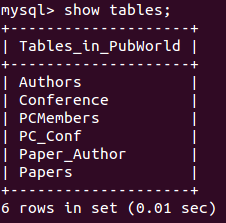 mysql> show tables;
+--------------------+
| Tables_in_PubWorld |
+--------------------+
| Authors            |
| Conference         |
| PCMembers          |
| PC_Conf            |
| Paper_Author       |
| Papers             |
+--------------------+
6 rows in set (0.01 sec)